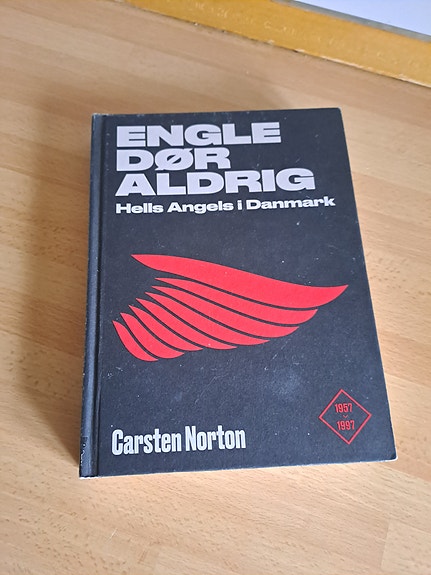 ENGLE
DØR
ALDRIG
Hells Angels i Danmark
1957
-
1997
Carsten Norton